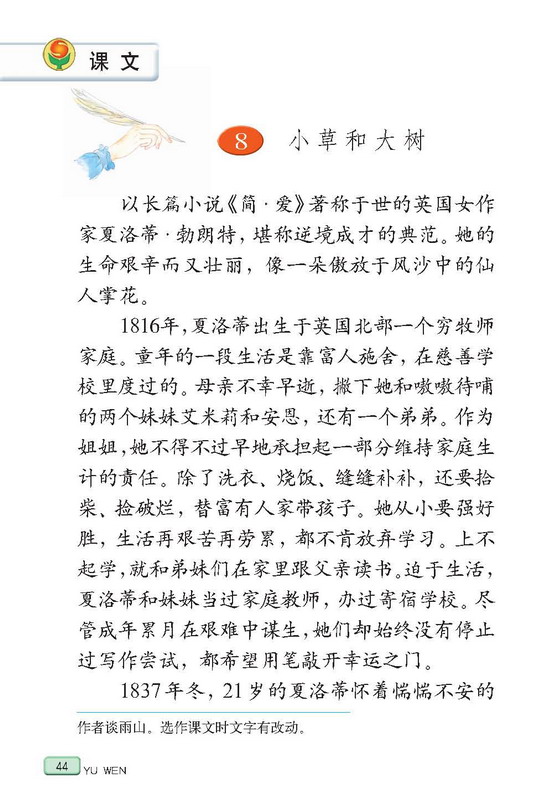 课文
8 小草和大树
以长篇小说《简·爱》著称于世的英国女作
家夏洛蒂·勃朗特，堪称逆境成才的典范。她的
生命艰辛而又壮丽，像一朵傲放于风沙中的仙
人掌花。
1816年，夏洛蒂出生于英国北部一个穷牧师
家庭。童年的一段生活是靠富人施舍，在慈善学
校里度过的。母亲不幸早逝，撇下她和嗷嗷待哺
的两个妹妹艾米莉和安恩，还有一个弟弟。作为
姐姐，她不得不过早地承担起一部分维持家庭生
计的责任。除了洗衣、烧饭、缝缝补补，还要拾
柴、捡破烂，替富有人家带孩子。她从小要强好
胜，生活再艰苦再劳累，都不肯放弃学习。上不
起学，就和弟妹们在家里跟父亲读书。迫于生活，
夏洛蒂和妹妹当过家庭教师，办过寄宿学校。尽
管成年累月在艰难中谋生，她们却始终没有停止
过写作尝试，都希望用笔敲开幸运之门。
1837年冬，21岁的夏洛蒂怀着惴惴不安的
作者谈雨山。选作课文时文字有改动。
44 YU WEN